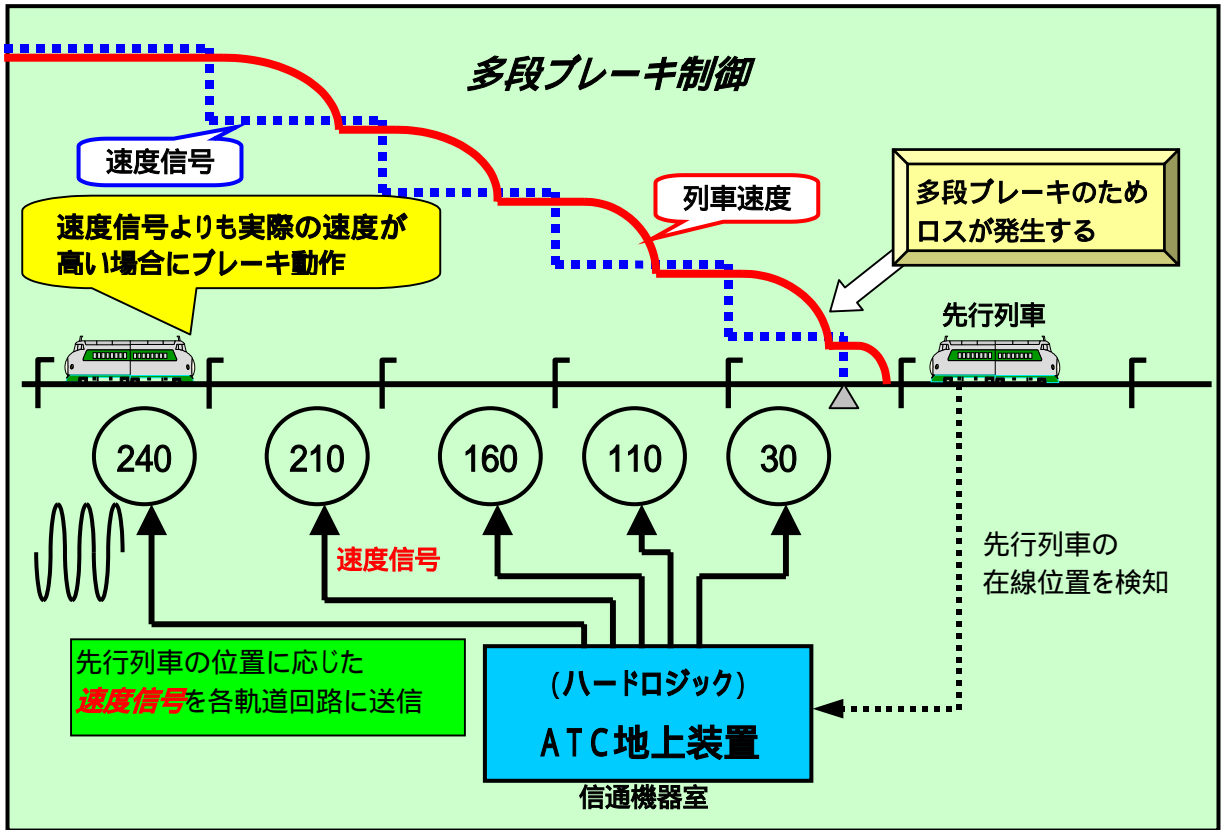 多段ブレーキ制御
速度信号
速度信号よりも実際の速度が
高い場合にブレーキ動作
列車速度
多段ブレーキのため
ロスが発生する
先行列車
240
210
160
110
30
速度信号
先行列車の
在線位置を検知
先行列車の位置に応じた
速度信号を各軌道回路に送信
(ハードロジック)
ATC地上装置
信通機器室